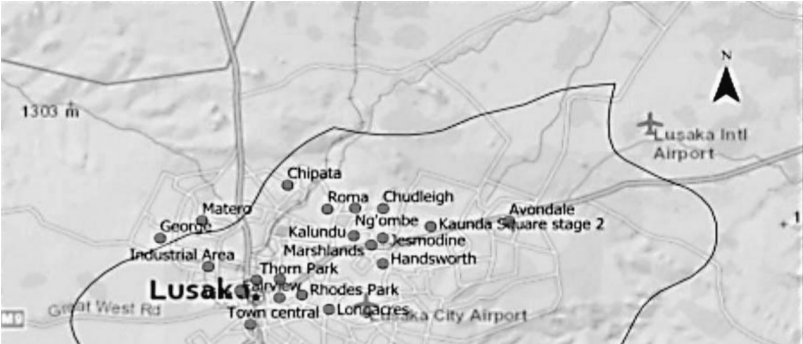 N
1303 m
Lusaka Intl
Airport
Chipata
Roma
Chudleigh
Matero
Avondale
Ng'ombe
George
Kalundu
Kaunda Square stage 2
Jesmodine
Marshlands
Industrial Area
Handsworth
Thorn Park
Fairview
Lusaka
Rhodes Park
Great West Rd
Town central
Longacres
Lusaka City Airport
1